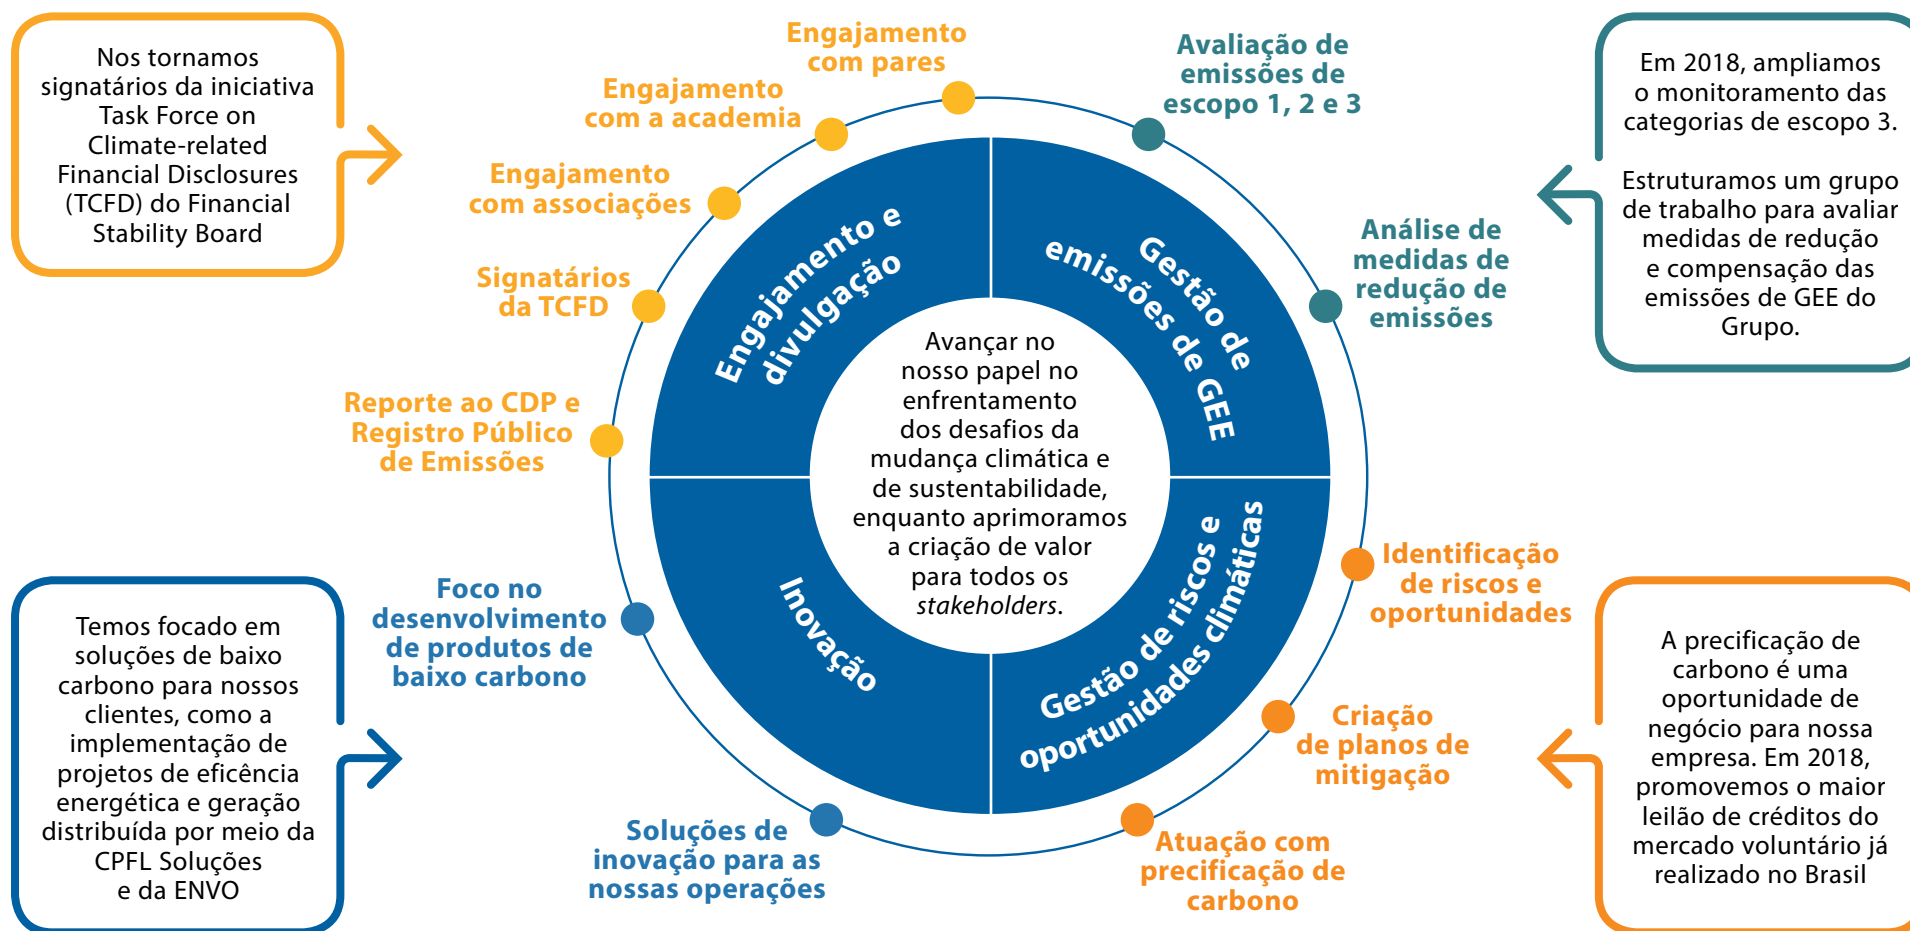 Nos tornamos
signatários da iniciativa
Task Force on
Climate-related
Financial Disclosures
(TCFD) do Financial
Stability Board
Engajamento
com pares
Engajamento
com a academia
Engajamento
com associações
Signatários
da TCFD
Reporte ao CDP e
Registro Público
de Emissões
Avaliação de
emissões de
escopo 1, 2 e 3
Análise de
medidas de
redução de
emissões
Em 2018, ampliamos
o monitoramento das
categorias de escopo 3.
Estruturamos um grupo
de trabalho para avaliar
medidas de redução
e compensação das
emissões de GEE do
Grupo.
Engajamento e
divulgação
Gestão de
emissões de GEE
Avançar no
nosso papel no
enfrentamento
dos desafios da
mudança climática e
de sustentabilidade,
enquanto aprimoramos
a criação de valor
para todos os
stakeholders.
Inovação
Gestão de riscos e
oportunidades climáticas
Temos focado em
soluções de baixo
carbono para nossos
clientes, como a
implementação de
projetos de eficência
energética e geração
distribuída por meio da
CPFL Soluções
e da ENVO
Foco no
desenvolvimento
de produtos de
baixo carbono
Soluções de
inovação para as
nossas operações
Identificação
de riscos e
oportunidades
Criação
de planos de
mitigação
Atuação com
precificação de
carbono
A precificação de
carbono é uma
oportunidade de
negócio para nossa
empresa. Em 2018,
promovemos o maior
leilão de créditos do
mercado voluntário já
realizado no Brasil